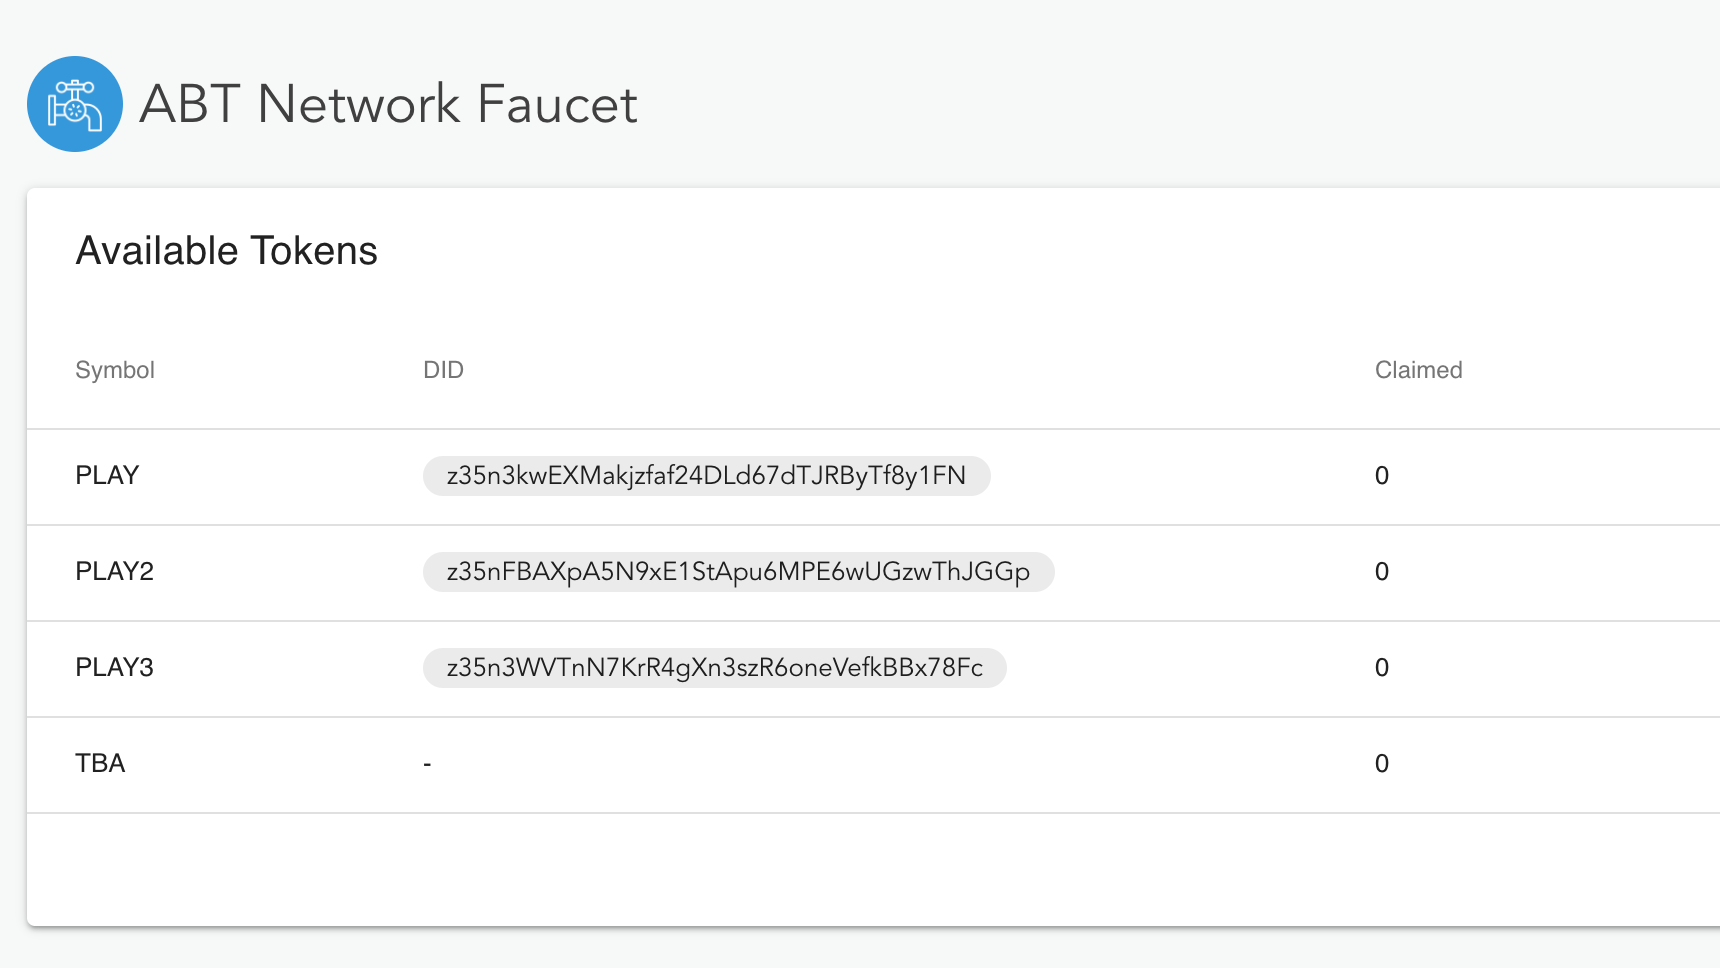 ABT Network Faucet
Available Tokens
Symbol DID Claimed
PLAY z35n3kwEXMakjzfaf24DLd67dTJRByTf8y1FN 0
PLAY2 z35nFBAXpA5N9xE1StApu6MPE6wUGzwThJGGp 0
PLAY3 z35n3WVTnN7KrR4gXn3szR6oneVefkBBx78Fc 0
TBA - 0